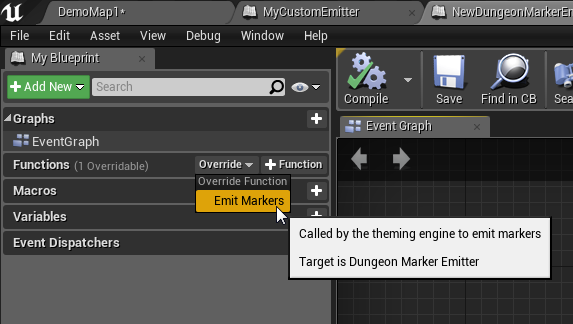 DemoMap1*
MyCustomEmitter
NewDungeonMarkerEm
File Edit Asset View Debug Window Help
My Blueprint
Add New
Search
Compile
Save
Find in CB
Sea
Graphs
EventGraph
Event Graph
Functions (1 Overridable) Override + Function
Override Function
Emit Markers
Macros
Variables
Event Dispatchers
Called by the theming engine to emit markers
Target is Dungeon Marker Emitter